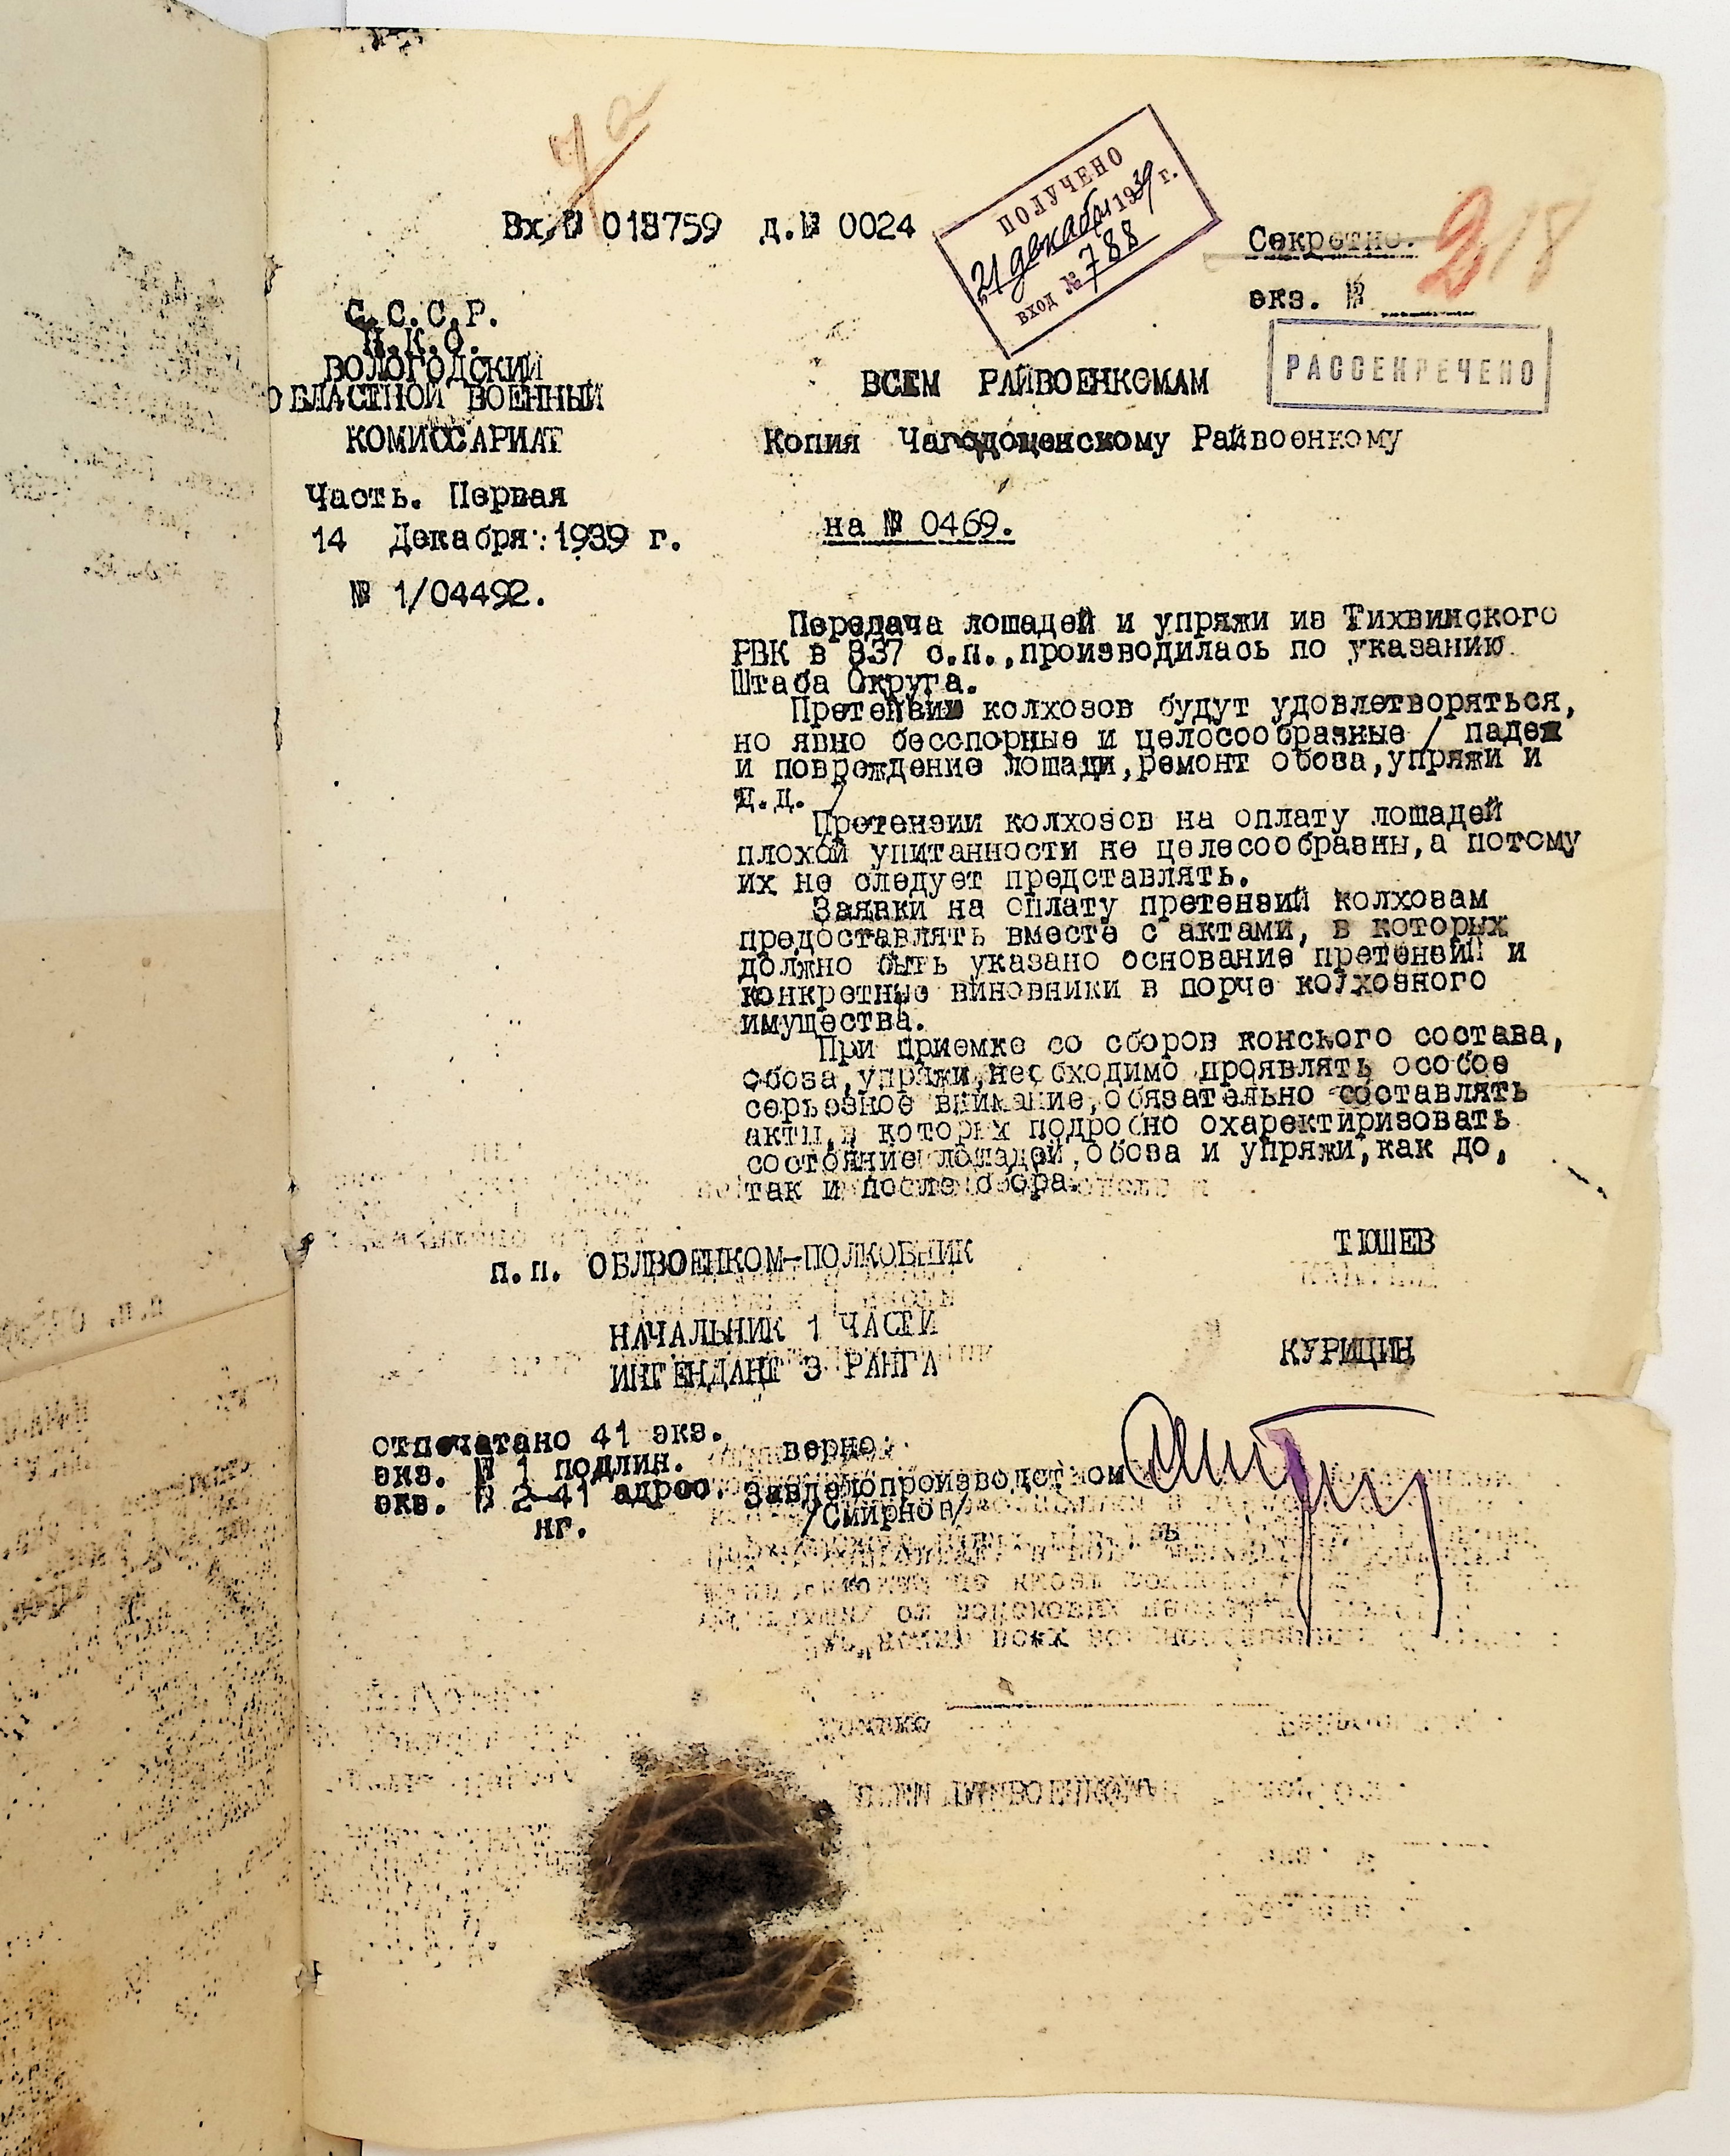 7а
Вх.№ 018759 д.№ 0024
ПОЛУЧЕНО
21 декабря 1939 г.
ВХОД № 788
Секретно.
218
экз. №
РАССЕКРЕЧЕНО
С.С.С.Р.
Н.К.О.
ВОЛОГОДСКИЙ
ОБЛАСТНОЙ ВОЕННЫЙ
КОМИССАРИАТ
Часть. Первая
14 Декабря 1939 г.
№ 1/04492.
ВСЕМ РАЙВОЕНКОМАМ
Копия Чагодощенскому Райвоенкому
на № 0469.
Передача лошадей и упряжи из Тихвинского
РВК в 837 с.п.,производилась по указанию
Штаба Округа.
Претензии колхозов будут удовлетворяться,
но явно бесспорные и целосообразные / падеж
и повреждение лошади,ремонт обоза,упряжи и
т.д. /
Претензии колхозов на оплату лошадей
плохой упитанности не целесообразны,а потому
их не следует представлять.
Заявки на оплату претензий колхозам
предоставлять вместе с актами, в которых
должно быть указано основание претензий и
конкретные виновники в порче колхозного
имущества.
При приемке со сборов конского состава,
обоза,упряжи,необходимо проявлять особое
серьезное внимание,обязательно составлять
акты,в которых подробно охаректиризовать
состояние лошадей,обоза и упряжи,как до,
так и после сбора.
п.п. ОБЛВОЕНКОМ-ПОЛКОВНИК ТЮШЕВ
НАЧАЛЬНИК 1 ЧАСТИ
ИНТЕНДАНТ 3 РАНГА КУРИЦИН
отпечатано 41 экз.
экз. № 1 подлин.
экз. № 2-41 адрес.
нг.
верно:
Завделопроизводством
/Смирнов/